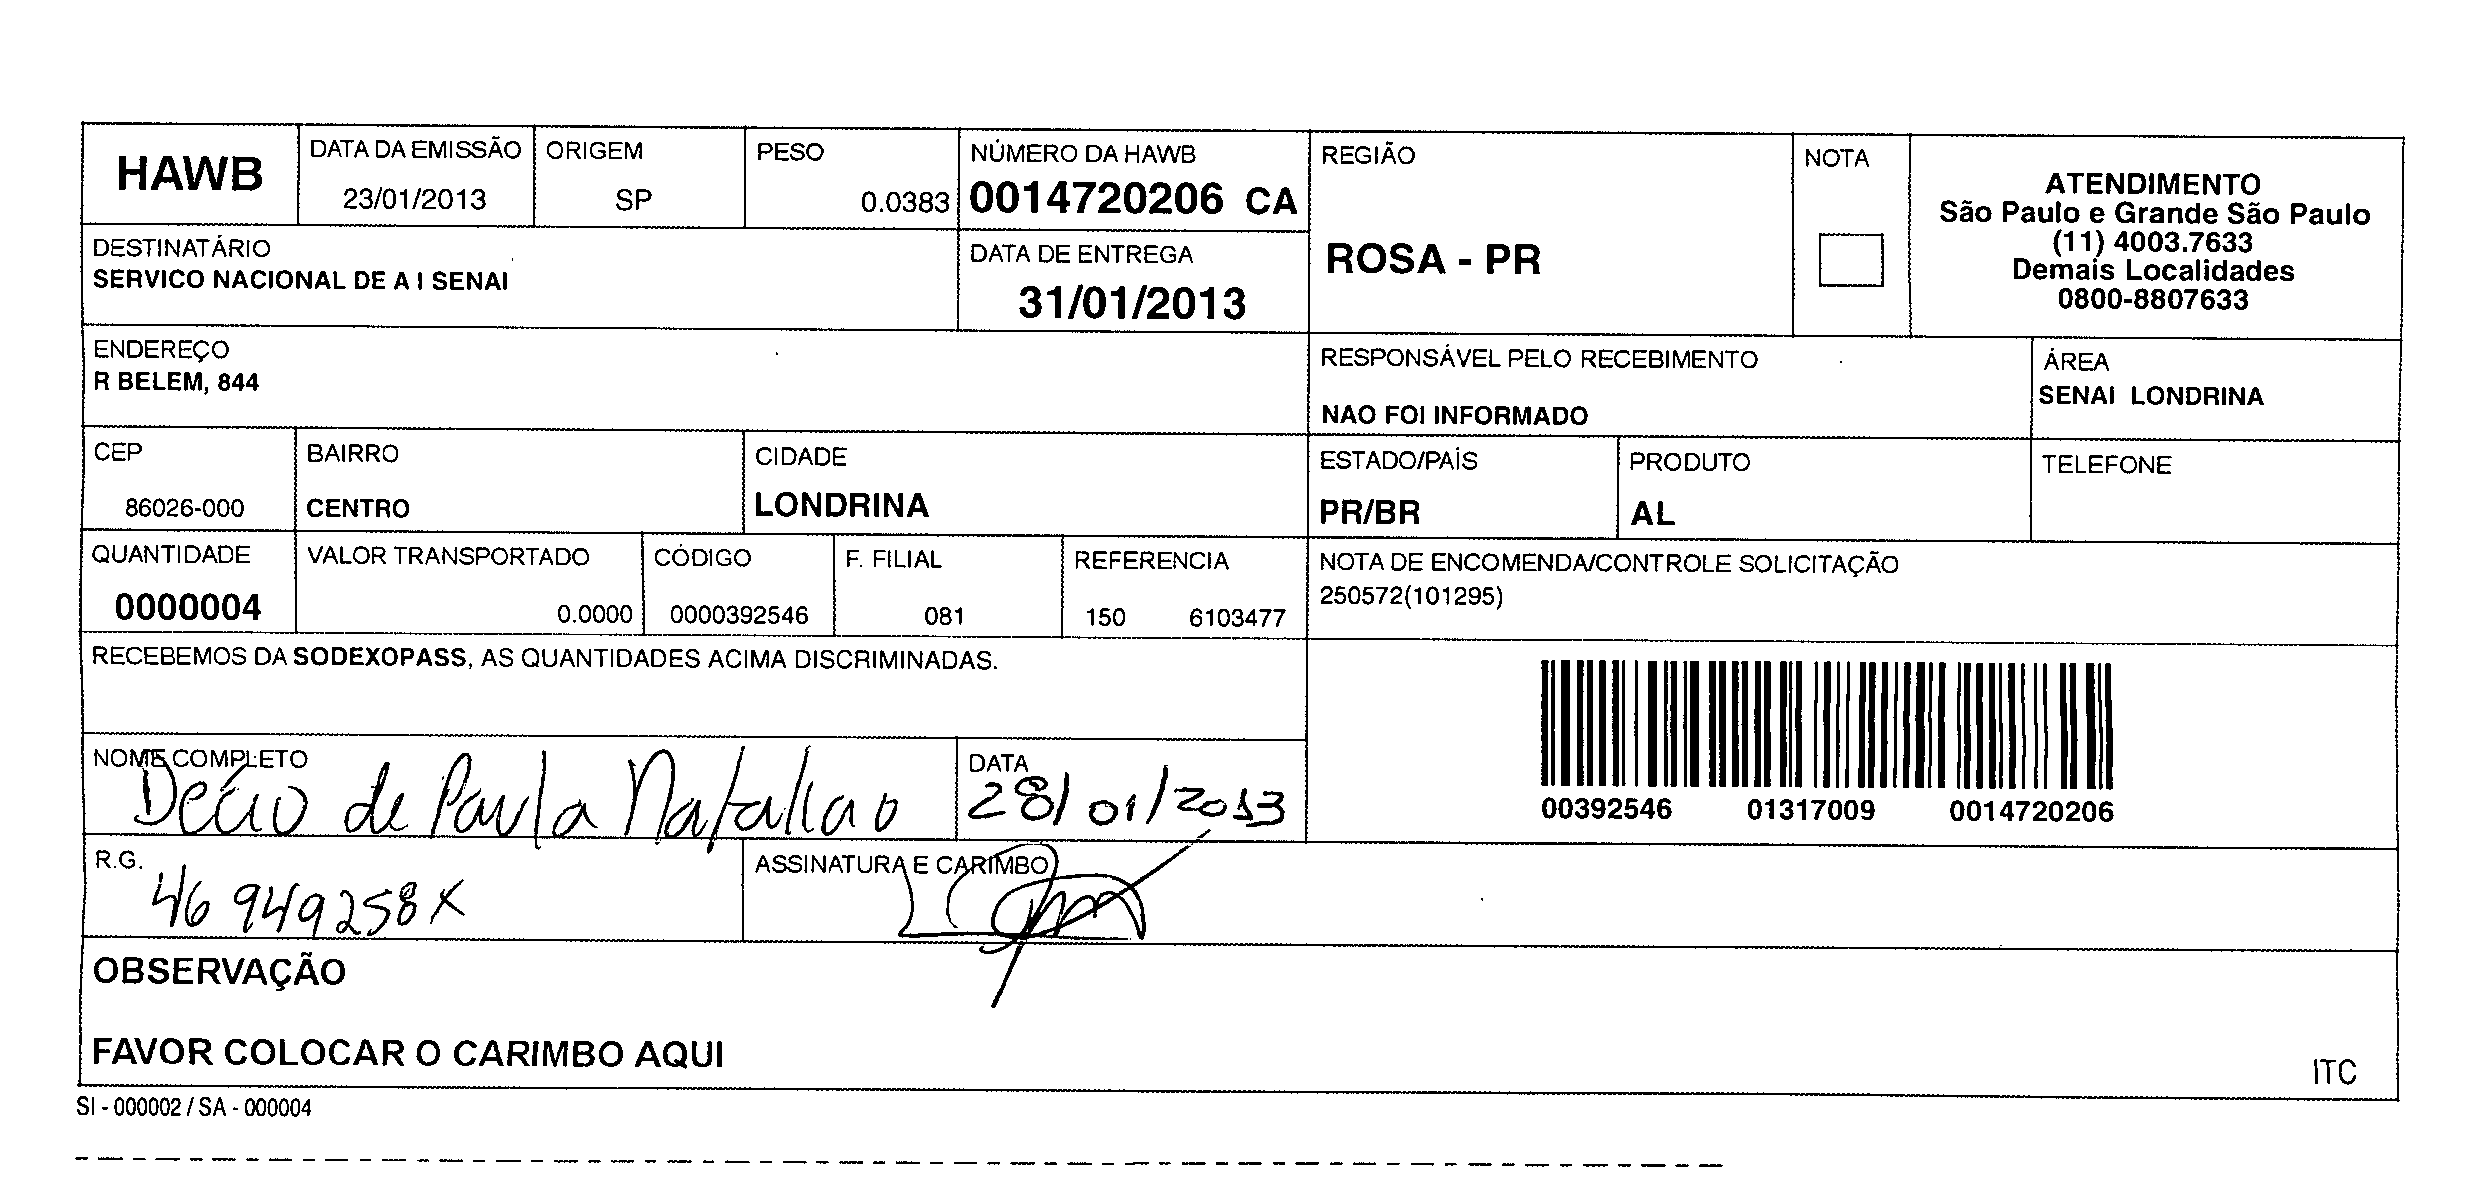 HAWB
DATA DA EMISSÃO
23/01/2013
ORIGEM
SP
PESO
0.0383
NÚMERO DA HAWB
0014720206 CA
REGIÃO
ROSA - PR
NOTA
ATENDIMENTO
São Paulo e Grande São Paulo
(11) 4003.7633
Demais Localidades
0800-8807633
DESTINATÁRIO
SERVICO NACIONAL DE A I SENAI
DATA DE ENTREGA
31/01/2013
ENDEREÇO
R BELEM, 844
RESPONSÁVEL PELO RECEBIMENTO
NAO FOI INFORMADO
ÁREA
SENAI LONDRINA
CEP
86026-000
BAIRRO
CENTRO
CIDADE
LONDRINA
ESTADO/PAÍS
PR/BR
PRODUTO
AL
TELEFONE
QUANTIDADE
0000004
VALOR TRANSPORTADO
0.0000
CÓDIGO
0000392546
F. FILIAL
081
REFERENCIA
150 6103477
NOTA DE ENCOMENDA/CONTROLE SOLICITAÇÃO
250572(101295)
RECEBEMOS DA SODEXOPASS, AS QUANTIDADES ACIMA DISCRIMINADAS.
00392546 01317009 0014720206
NOME COMPLETO
Décio de Paula
DATA
28/01/2013
R.G.
46 949258X
ASSINATURA E CARIMBO
OBSERVAÇÃO
FAVOR COLOCAR O CARIMBO AQUI
ITC
SI - 000002 / SA - 000004